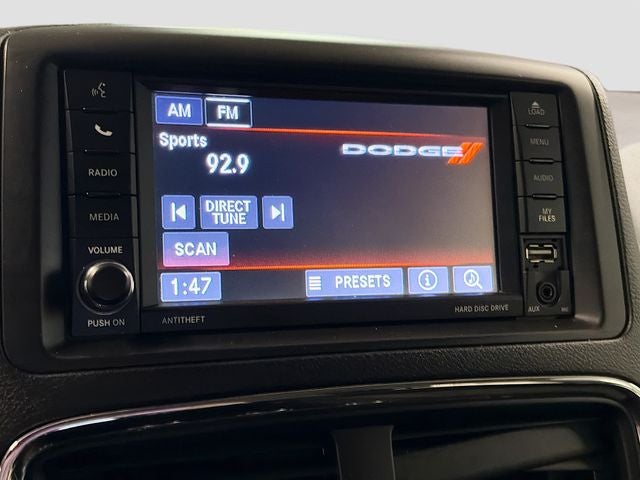 AM FM
Sports
92.9
DODGE
DIRECT
TUNE
SCAN
1:47
PRESETS
RADIO
MEDIA
VOLUME
PUSH ON
ANTITHEFT
HARD DISC DRIVE
LOAD
MENU
AUDIO
MY
FILES
AUX